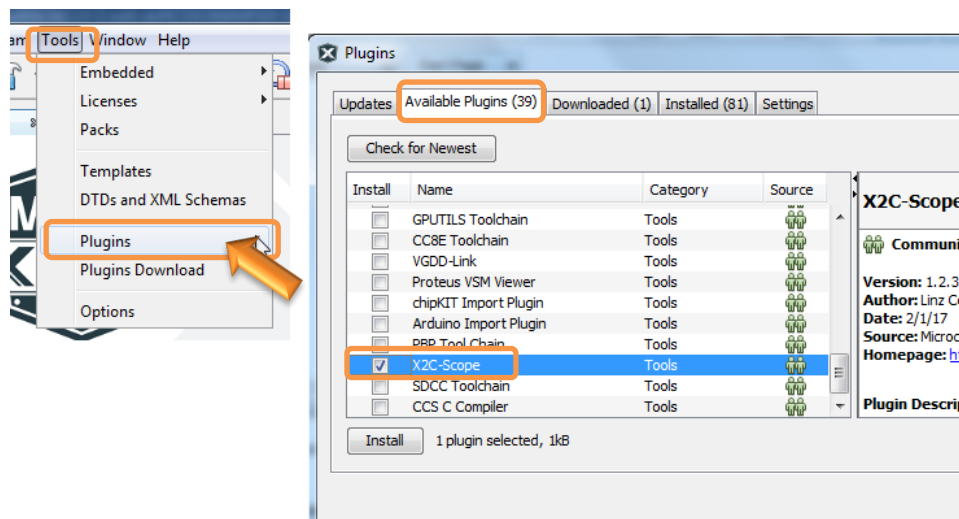 Tools Window Help
Embedded
Licenses
Packs
Templates
DTDs and XML Schemas
Plugins
Plugins Download
Options
Plugins
Updates Available Plugins (39) Downloaded (1) Installed (81) Settings
Check for Newest
Install Name Category Source
GPUTILS Toolchain Tools
CC8E Toolchain Tools
VGDD-Link Tools
Proteus VSM Viewer Tools
chipKIT Import Plugin Tools
Arduino Import Plugin Tools
PBP Tool Chain Tools
X2C-Scope Tools
SDCC Toolchain Tools
CCS C Compiler Tools
Install 1 plugin selected, 1kB
X2C-Scope
Communi
Version: 1.2.3
Author: Linz C
Date: 2/1/17
Source: Microc
Homepage: h
Plugin Descri